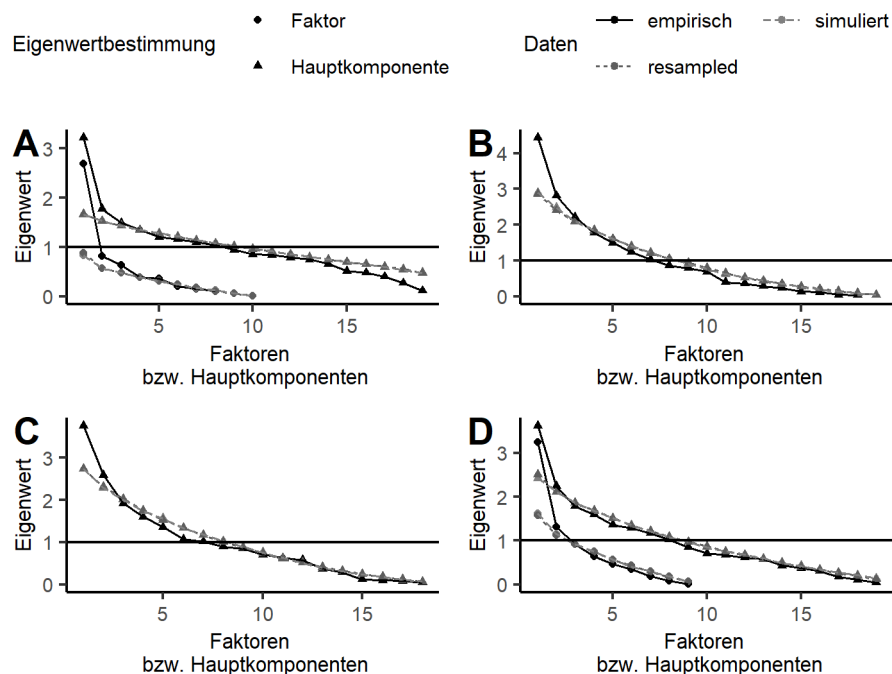 Eigenwertbestimmung
Faktor
Hauptkomponente
Daten
empirisch
simuliert
resampled
A
Eigenwert
3
2
1
0
5
10
15
Faktoren
bzw. Hauptkomponenten
B
Eigenwert
4
3
2
1
0
5
10
15
Faktoren
bzw. Hauptkomponenten
C
Eigenwert
3
2
1
0
5
10
15
Faktoren
bzw. Hauptkomponenten
D
Eigenwert
3
2
1
0
5
10
15
Faktoren
bzw. Hauptkomponenten